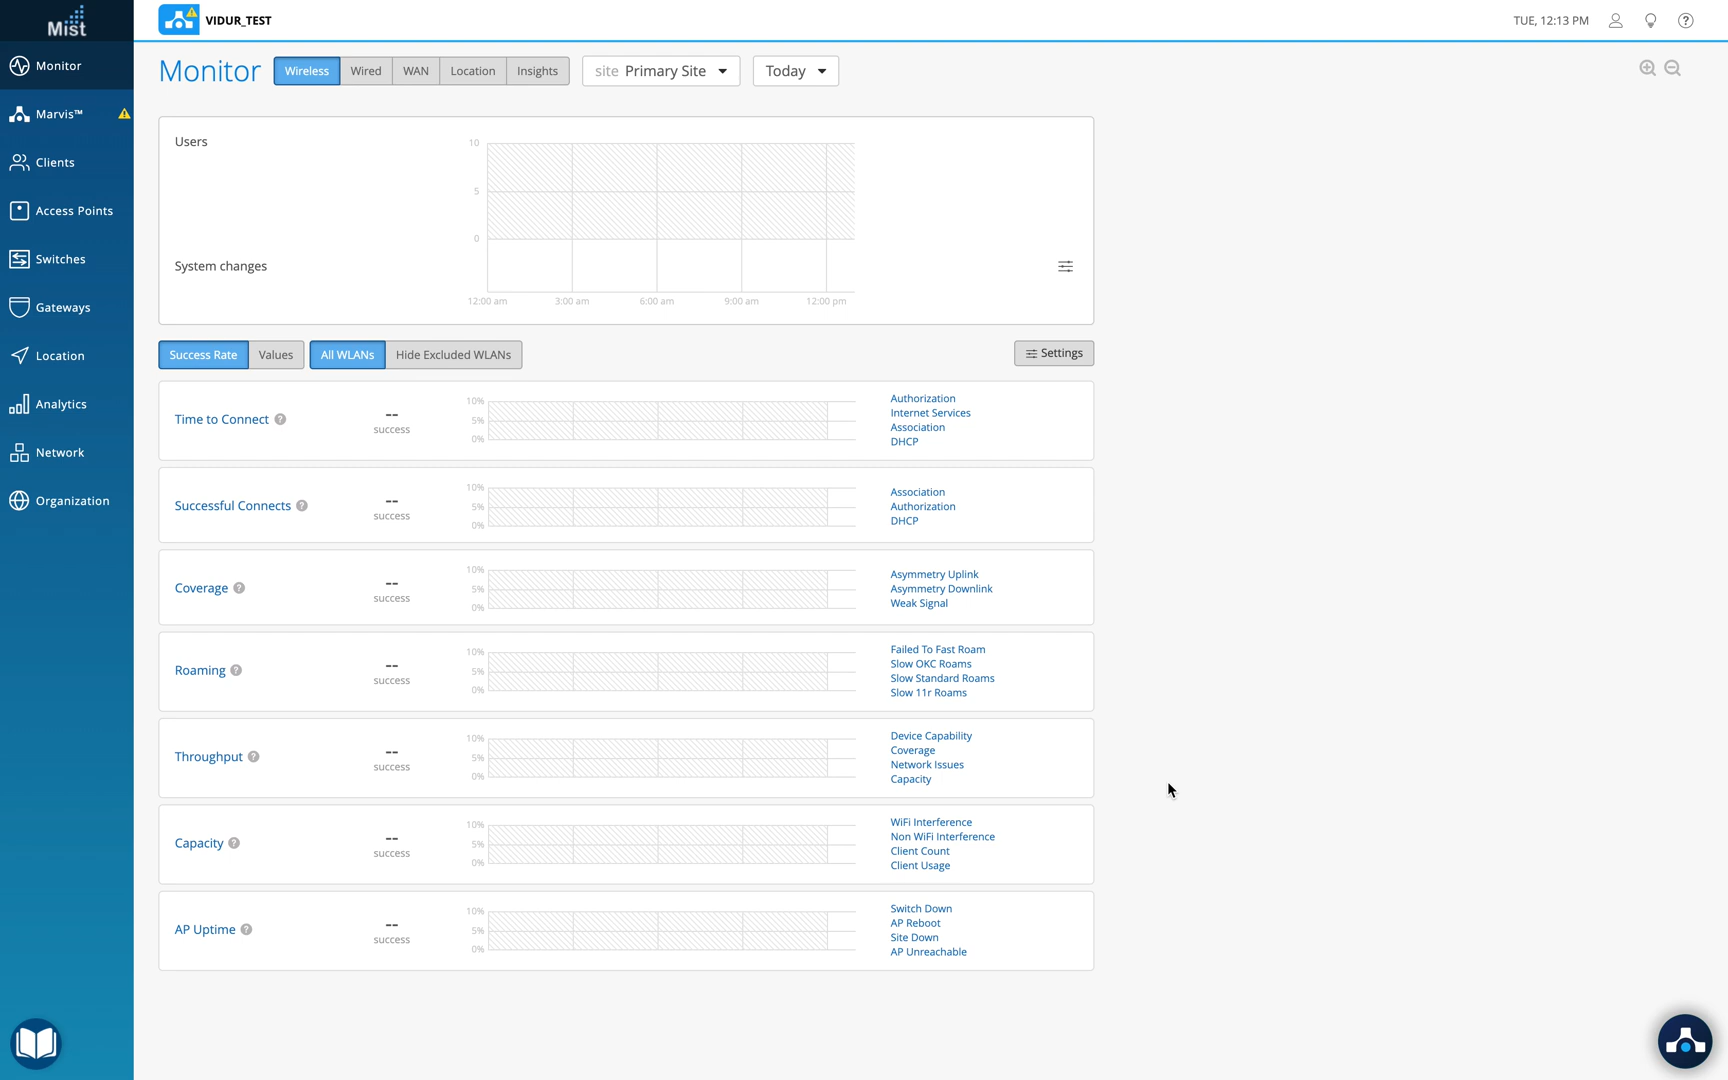 Mist
VIDUR_TEST
TUE, 12:13 PM
?
Monitor
Marvis™
Clients
Access Points
Switches
Gateways
Location
Analytics
Network
Organization
Monitor
Wireless Wired WAN Location Insights
site Primary Site
Today
Users
10
5
0
System changes
12:00 am 3:00 am 6:00 am 9:00 am 12:00 pm
Success Rate Values All WLANs Hide Excluded WLANs
Settings
Time to Connect ?
--
success
10%
5%
0%
Authorization
Internet Services
Association
DHCP
Successful Connects ?
--
success
10%
5%
0%
Association
Authorization
DHCP
Coverage ?
--
success
10%
5%
0%
Asymmetry Uplink
Asymmetry Downlink
Weak Signal
Roaming ?
--
success
10%
5%
0%
Failed To Fast Roam
Slow OKC Roams
Slow Standard Roams
Slow 11r Roams
Throughput ?
--
success
10%
5%
0%
Device Capability
Coverage
Network Issues
Capacity
Capacity ?
--
success
10%
5%
0%
WiFi Interference
Non WiFi Interference
Client Count
Client Usage
AP Uptime ?
--
success
10%
5%
0%
Switch Down
AP Reboot
Site Down
AP Unreachable